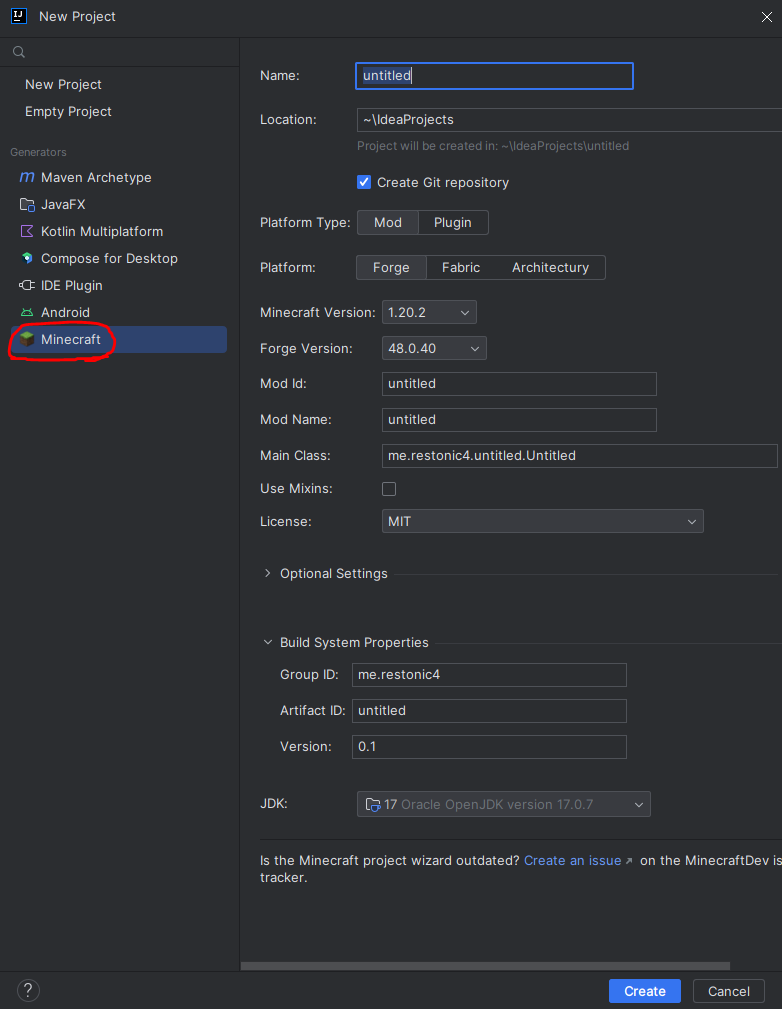 New Project
New Project
Empty Project
Generators
Maven Archetype
JavaFX
Kotlin Multiplatform
Compose for Desktop
IDE Plugin
Android
Minecraft
Name: untitled
Location: ~\IdeaProjects
Project will be created in: ~\IdeaProjects\untitled
Create Git repository
Platform Type: Mod Plugin
Platform: Forge Fabric Architectury
Minecraft Version: 1.20.2
Forge Version: 48.0.40
Mod Id: untitled
Mod Name: untitled
Main Class: me.restonic4.untitled.Untitled
Use Mixins:
License: MIT
Optional Settings
Build System Properties
Group ID: me.restonic4
Artifact ID: untitled
Version: 0.1
JDK: 17 Oracle OpenJDK version 17.0.7
Is the Minecraft project wizard outdated? Create an issue on the MinecraftDev is
tracker.
? Create Cancel